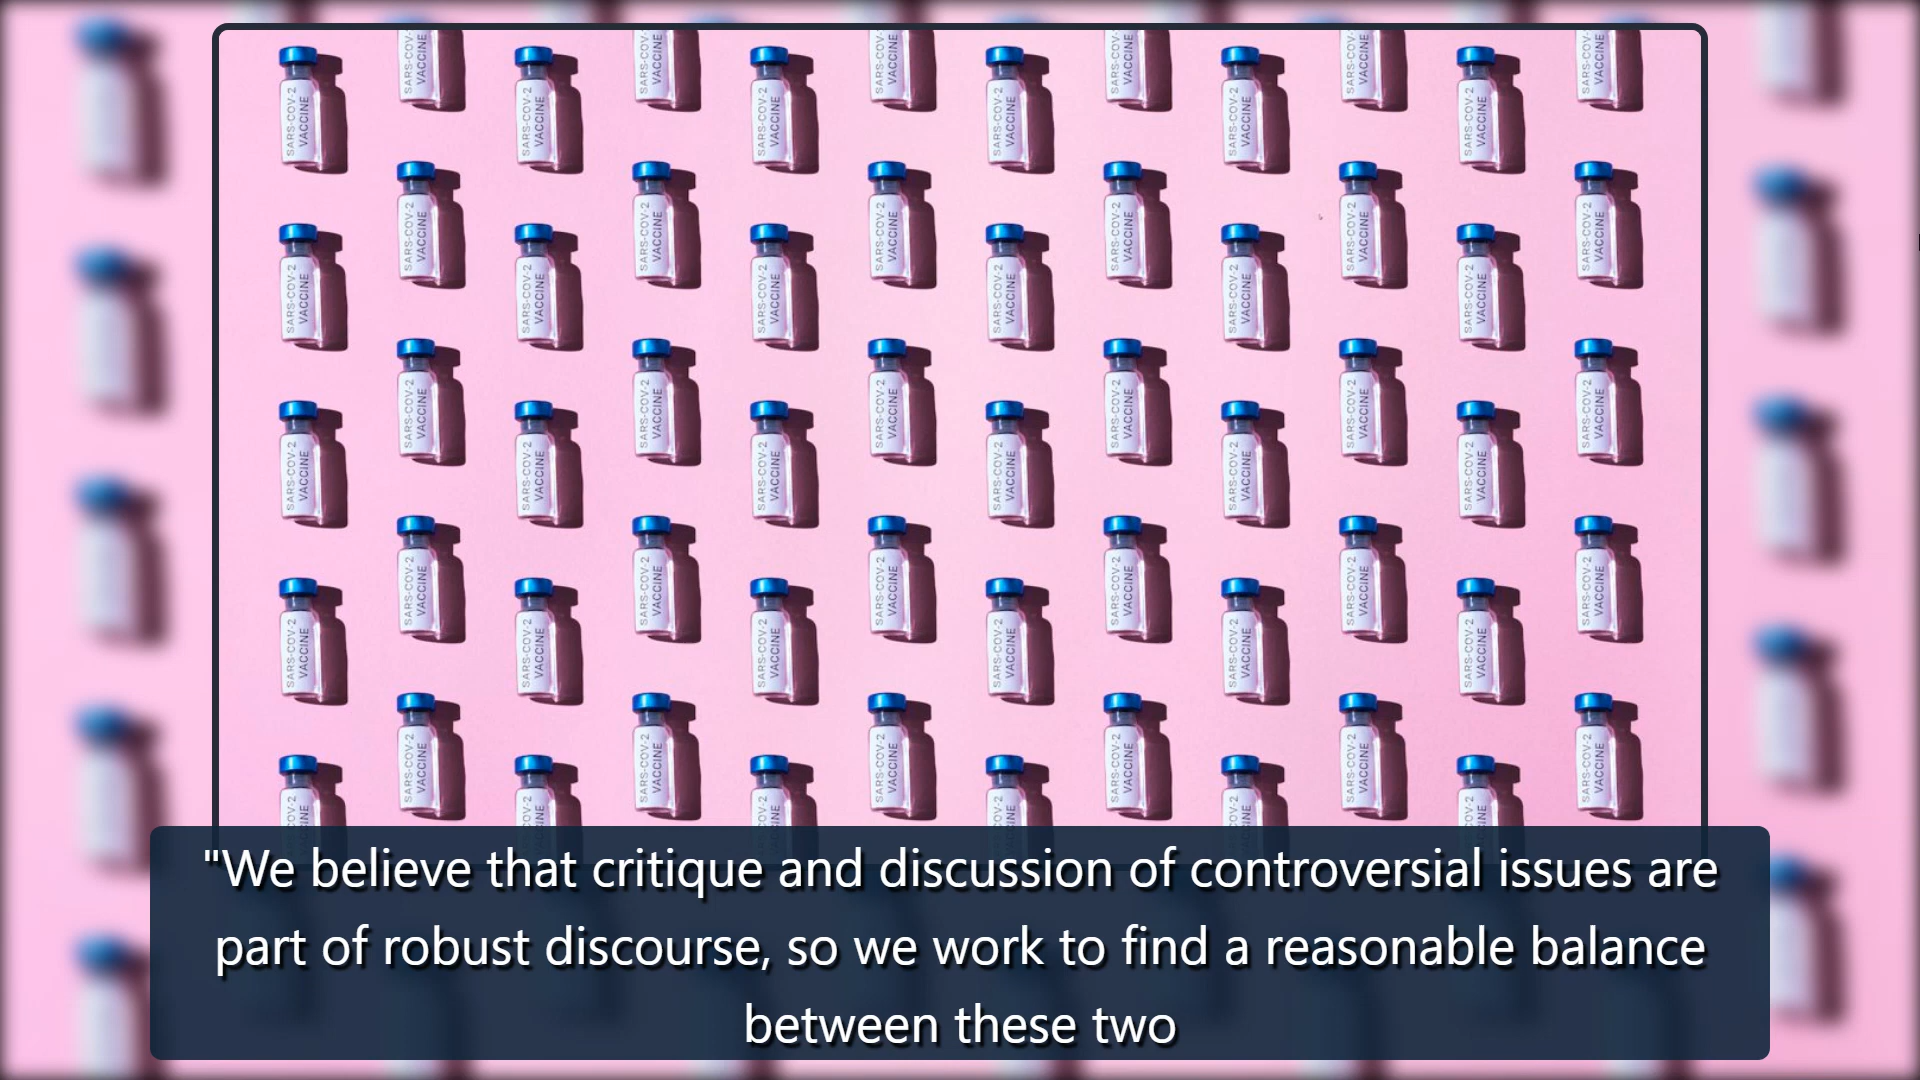 SARS-COV-2
VACCINE
"We believe that critique and discussion of controversial issues are
part of robust discourse, so we work to find a reasonable balance
between these two